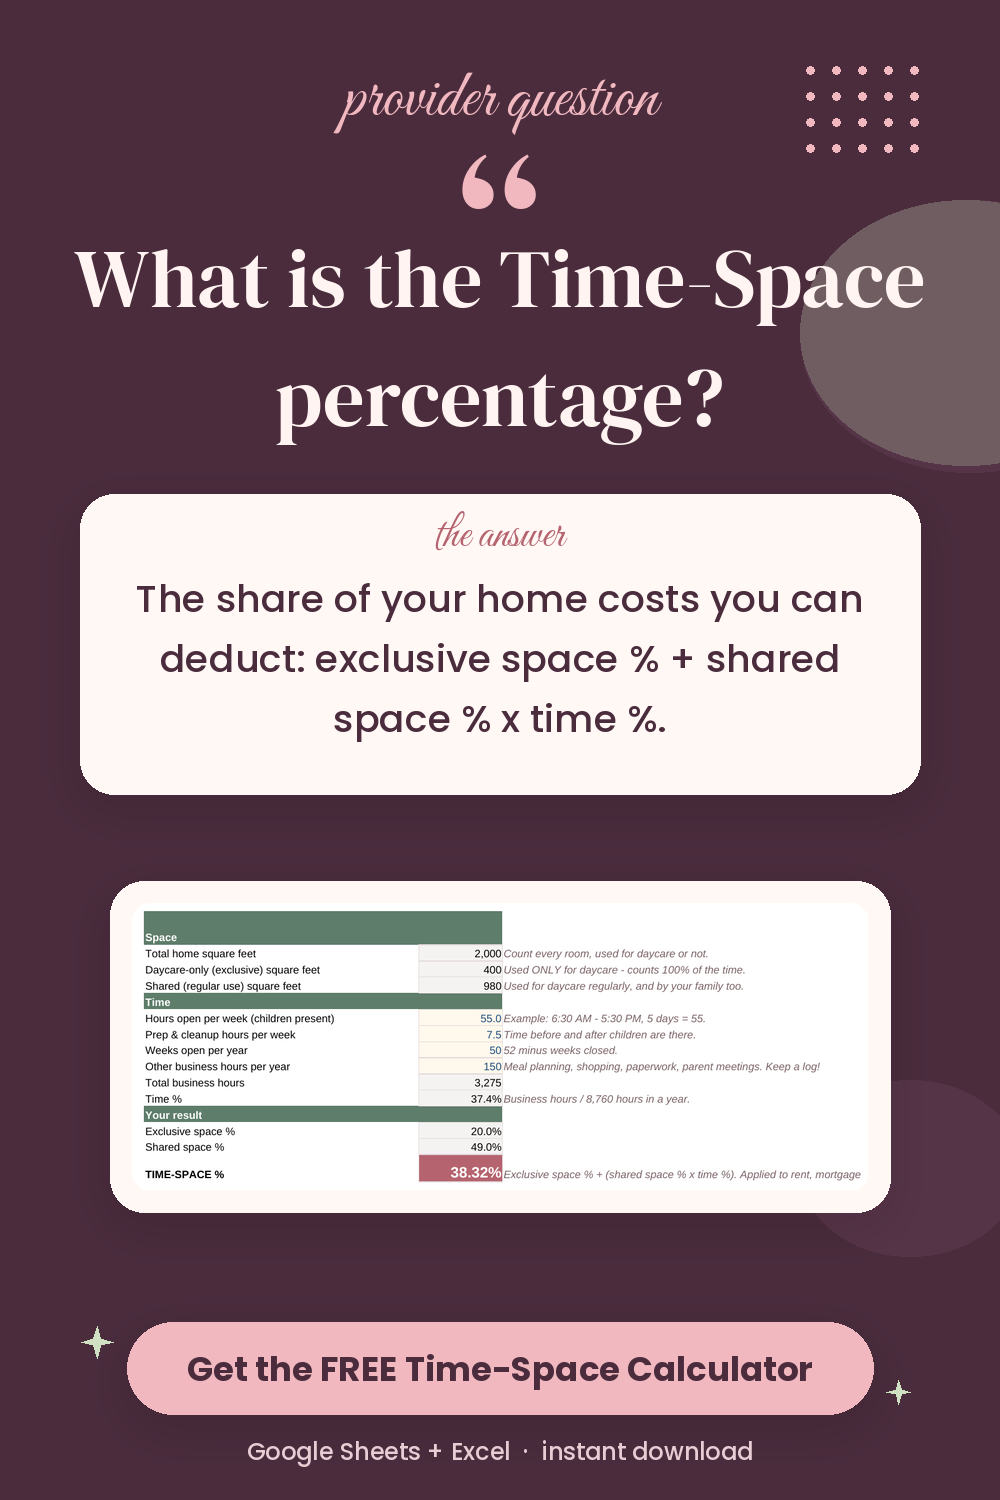 provider question
“
What is the Time-Space
percentage?
the answer
The share of your home costs you can
deduct: exclusive space % + shared
space % x time %.
Space
Total home square feet 2,000 Count every room, used for daycare or not.
Daycare-only (exclusive) square feet 400 Used ONLY for daycare - counts 100% of the time.
Shared (regular use) square feet 980 Used for daycare regularly, and by your family too.
Time
Hours open per week (children present) 55.0 Example: 6:30 AM - 5:30 PM, 5 days = 55.
Prep & cleanup hours per week 7.5 Time before and after children are there.
Weeks open per year 50 52 minus weeks closed.
Other business hours per year 150 Meal planning, shopping, paperwork, parent meetings. Keep a log!
Total business hours 3,275
Time % 37.4% Business hours / 8,760 hours in a year.
Your result
Exclusive space % 20.0%
Shared space % 49.0%
TIME-SPACE % 38.32% Exclusive space % + (shared space % x time %). Applied to rent, mortgage
Get the FREE Time-Space Calculator
Google Sheets + Excel · instant download